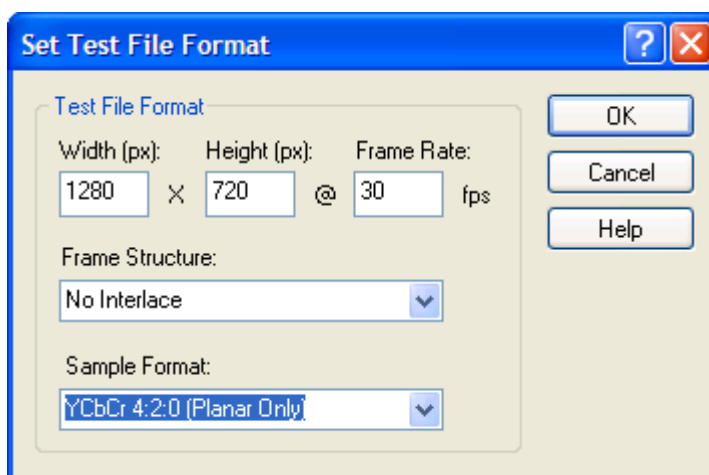 Set Test File Format
Test File Format
Width (px): Height (px): Frame Rate:
1280 X 720 @ 30 fps
Frame Structure:
No Interlace
Sample Format:
YCbCr 4:2:0 (Planar Only)
OK
Cancel
Help